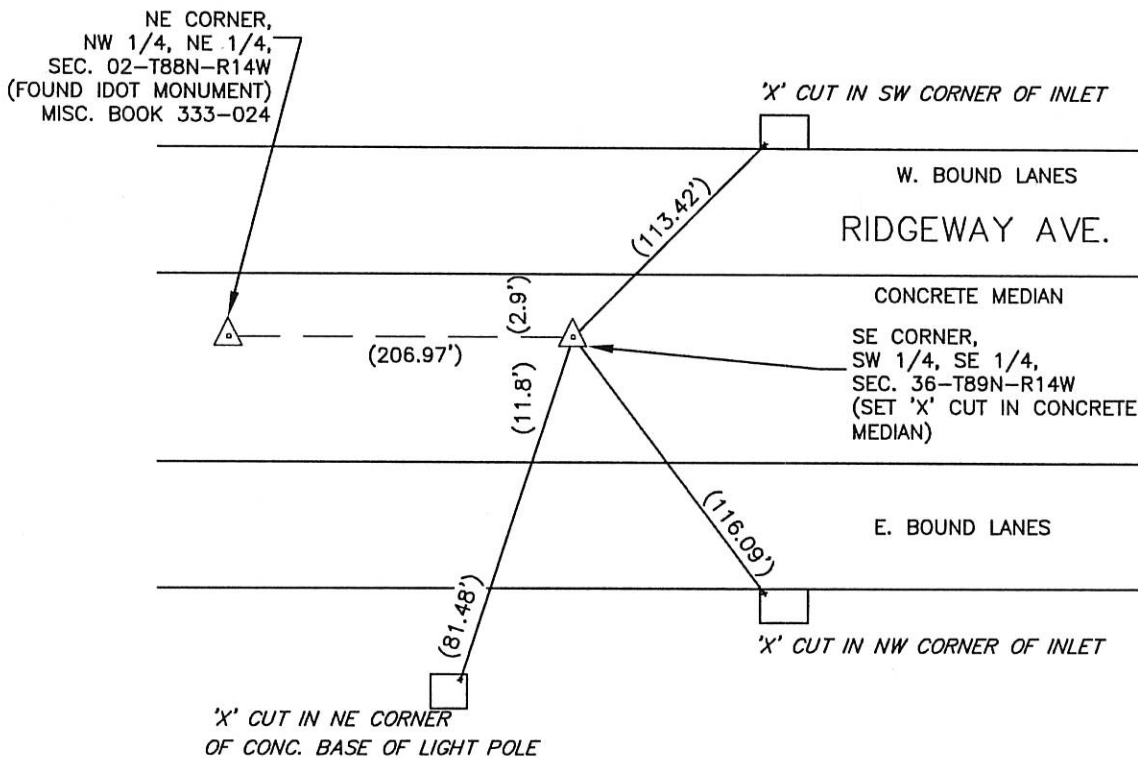 NE CORNER,
NW 1/4, NE 1/4,
SEC. 02-T88N-R14W
(FOUND IDOT MONUMENT)
MISC. BOOK 333-024
'X' CUT IN SW CORNER OF INLET
W. BOUND LANES
(113.42')
RIDGEWAY AVE.
CONCRETE MEDIAN
(2.9')
(206.97')
SE CORNER,
SW 1/4, SE 1/4,
SEC. 36-T89N-R14W
(SET 'X' CUT IN CONCRETE
MEDIAN)
(11.8')
(116.09')
E. BOUND LANES
(81.48')
'X' CUT IN NW CORNER OF INLET
'X' CUT IN NE CORNER
OF CONC. BASE OF LIGHT POLE